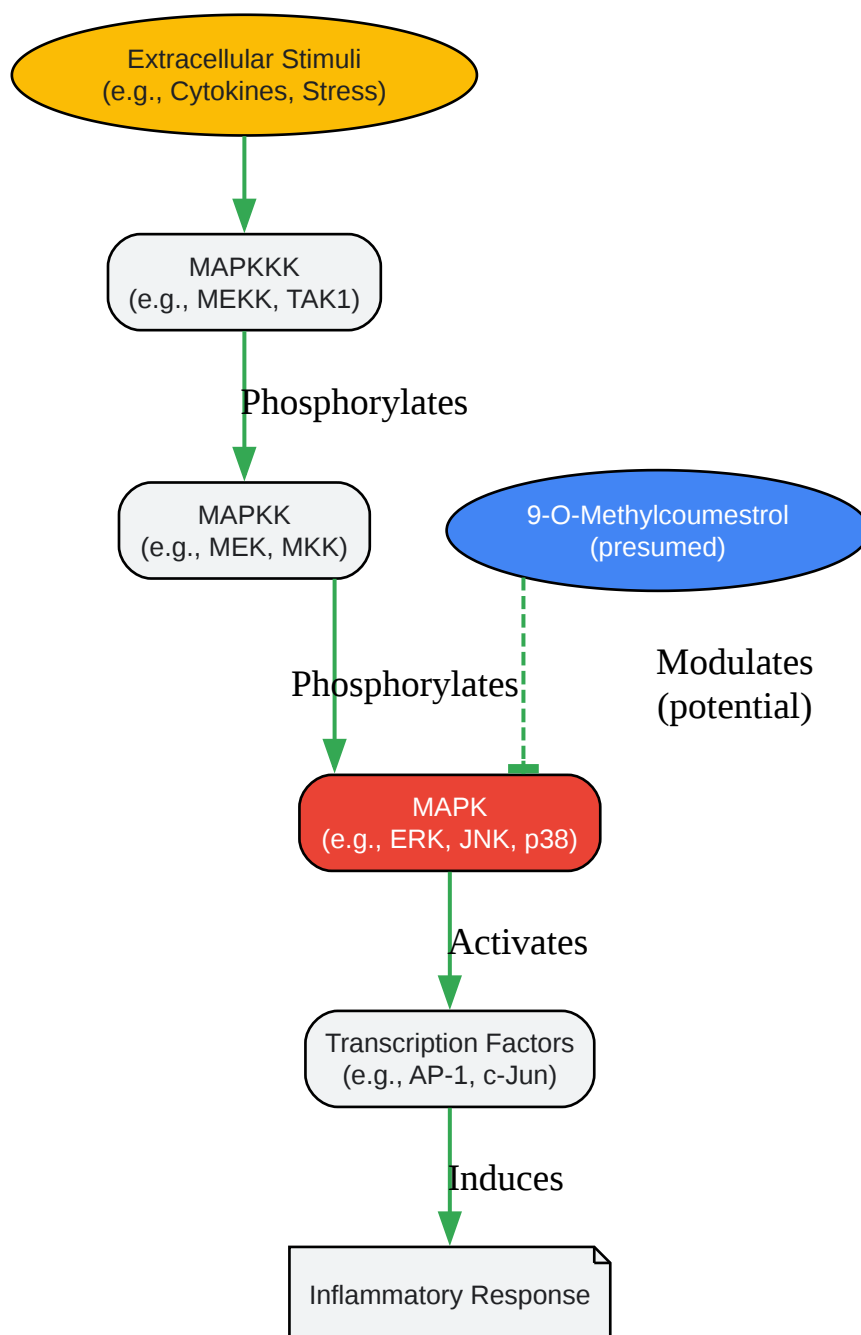 Extracellular Stimuli
(e.g., Cytokines, Stress)
MAPKKK
(e.g., MEKK, TAK1)
Phosphorylates
MAPKK
(e.g., MEK, MKK)
9-O-Methylcoumestrol
(presumed)
Phosphorylates
Modulates
(potential)
MAPK
(e.g., ERK, JNK, p38)
Activates
Transcription Factors
(e.g., AP-1, c-Jun)
Induces
Inflammatory Response